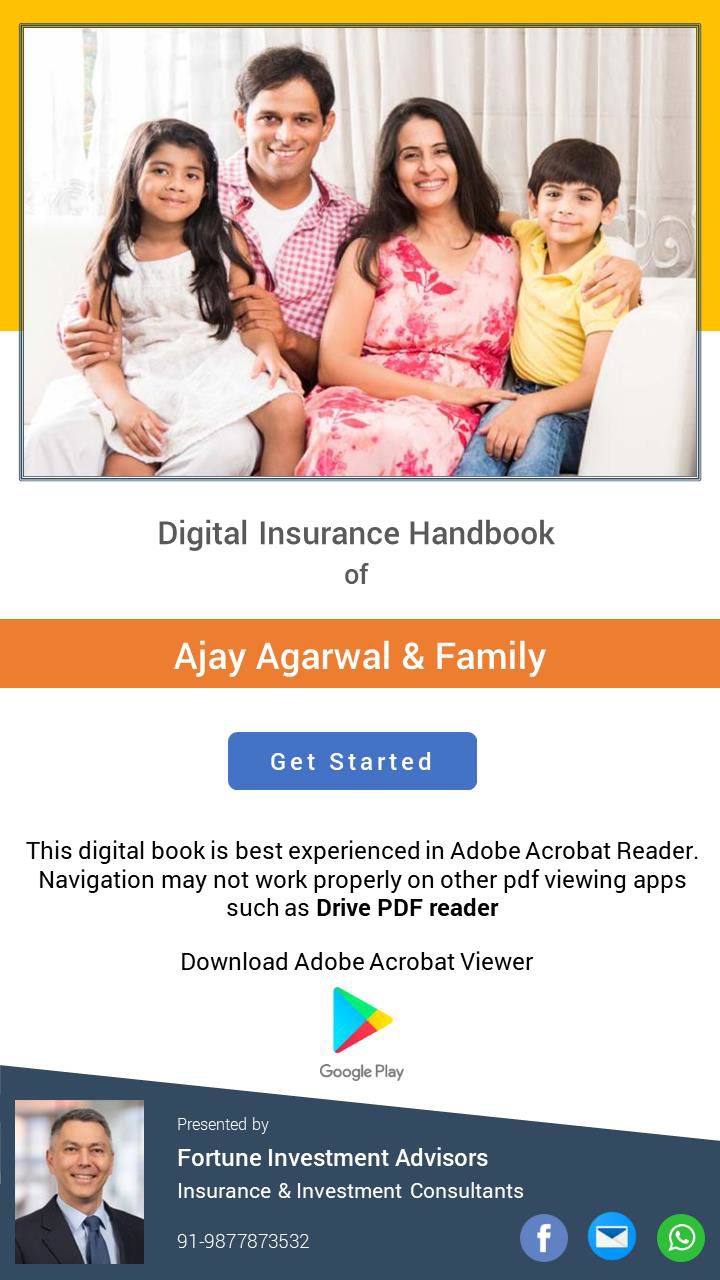 Digital Insurance Handbook
of
Ajay Agarwal & Family
Get Started
This digital book is best experienced in Adobe Acrobat Reader.
Navigation may not work properly on other pdf viewing apps
such as Drive PDF reader
Download Adobe Acrobat Viewer
Google Play
Presented by
Fortune Investment Advisors
Insurance & Investment Consultants
91-9877873532